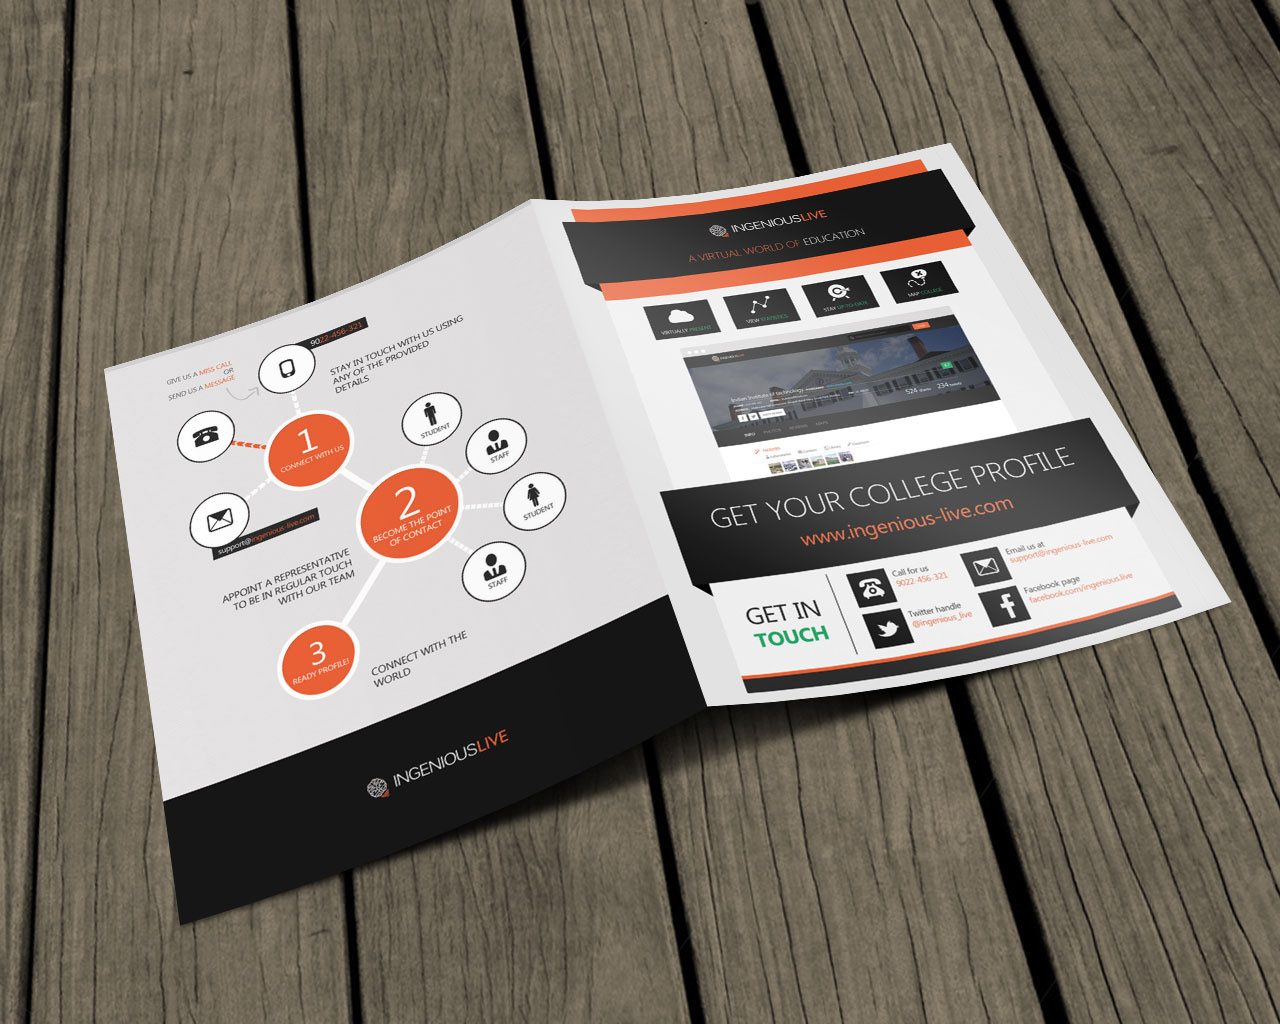 9022-456-321
GIVE US A MISS CALL
OR
SEND US A MESSAGE
STAY IN TOUCH WITH US USING
ANY OF THE PROVIDED
DETAILS
1
CONNECT WITH US
support@ingenious-live.com
STUDENT
STAFF
STUDENT
STAFF
2
BECOME THE POINT
OF CONTACT
APPOINT A REPRESENTATIVE
TO BE IN REGULAR TOUCH
WITH OUR TEAM
3
READY PROFILE!
CONNECT WITH THE
WORLD
INGENIOUSLIVE
INGENIOUSLIVE
A VIRTUAL WORLD OF EDUCATION
VIRTUALLY PRESENT
VIEW STATISTICS
STAY UP-TO-DATE
MAP COLLEGE
Indian Institute of technology
524
234
INFO
GET YOUR COLLEGE PROFILE
www.ingenious-live.com
GET IN
TOUCH
Call for us
9022-456-321
Twitter handle
@ingenious_live
Email us at
support@ingenious-live.com
Facebook page
facebook.com/ingenious.live